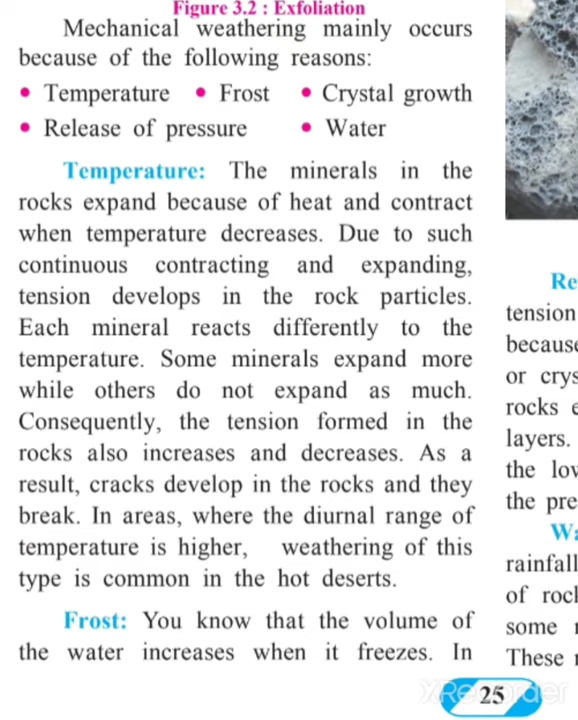 Figure 3.2 : Exfoliation
Mechanical weathering mainly occurs
because of the following reasons:
• Temperature • Frost • Crystal growth
• Release of pressure • Water
Temperature: The minerals in the
rocks expand because of heat and contract
when temperature decreases. Due to such
continuous contracting and expanding,
tension develops in the rock particles.
Each mineral reacts differently to the
temperature. Some minerals expand more
while others do not expand as much.
Consequently, the tension formed in the
rocks also increases and decreases. As a
result, cracks develop in the rocks and they
break. In areas, where the diurnal range of
temperature is higher, weathering of this
type is common in the hot deserts.
Frost: You know that the volume of
the water increases when it freezes. In
tension
or
rocks
layers.
the
the
rainfall
of
some
These
25
XRecorder